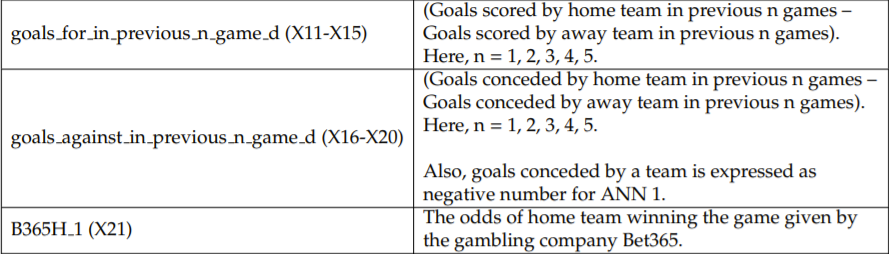 goals_for_in_previous_n_game_d (X11-X15)
(Goals scored by home team in previous n games –
Goals scored by away team in previous n games).
Here, n = 1, 2, 3, 4, 5.
goals_against_in_previous_n_game_d (X16-X20)
(Goals conceded by home team in previous n games –
Goals conceded by away team in previous n games).
Here, n = 1, 2, 3, 4, 5.
Also, goals conceded by a team is expressed as
negative number for ANN 1.
B365H_1 (X21)
The odds of home team winning the game given by
the gambling company Bet365.